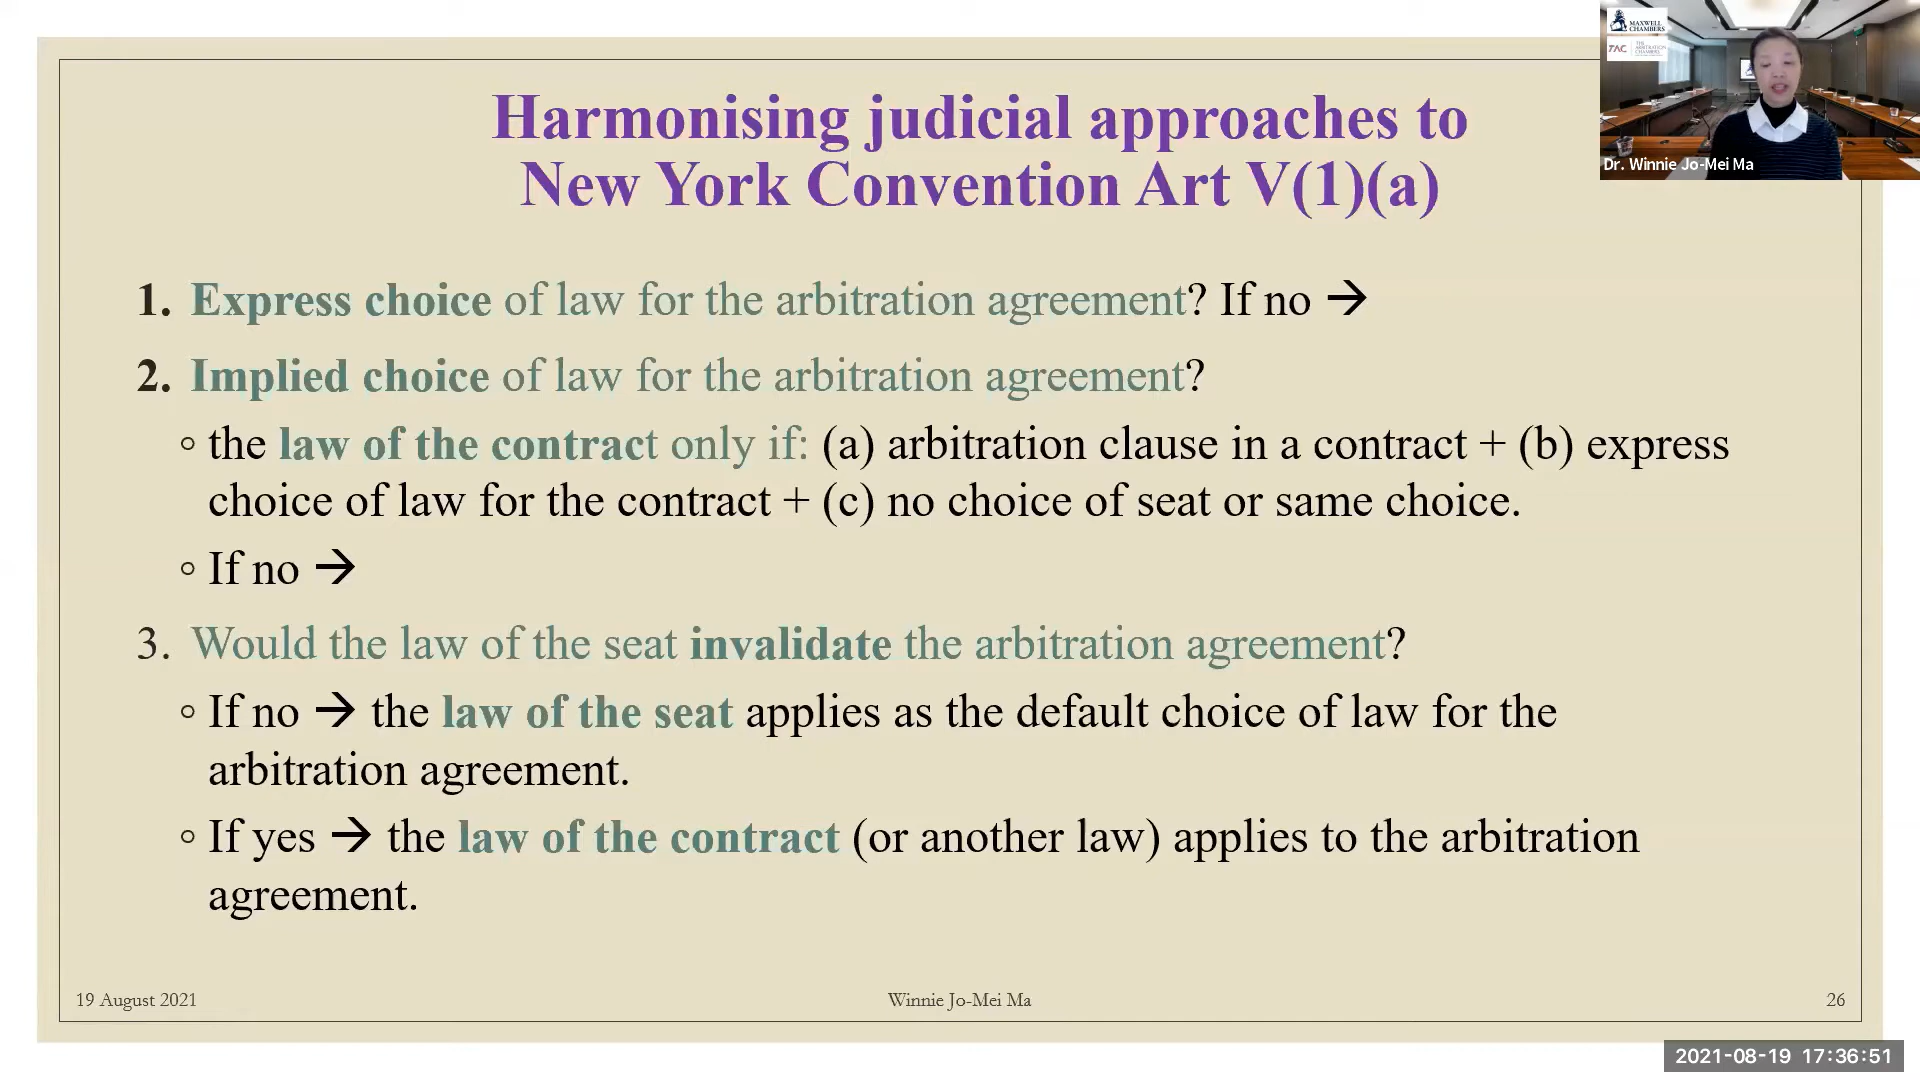 MAXWELL
CHAMBERS
TAC
THE
ARBITRATION
CHAMBERS
Dr. Winnie Jo-Mei Ma
Harmonising judicial approaches to
New York Convention Art V(1)(a)
1. Express choice of law for the arbitration agreement? If no →
2. Implied choice of law for the arbitration agreement?
◦ the law of the contract only if: (a) arbitration clause in a contract + (b) express
choice of law for the contract + (c) no choice of seat or same choice.
◦ If no →
3. Would the law of the seat invalidate the arbitration agreement?
◦ If no → the law of the seat applies as the default choice of law for the
arbitration agreement.
◦ If yes → the law of the contract (or another law) applies to the arbitration
agreement.
19 August 2021
Winnie Jo-Mei Ma
26
2021-08-19 17:36:51